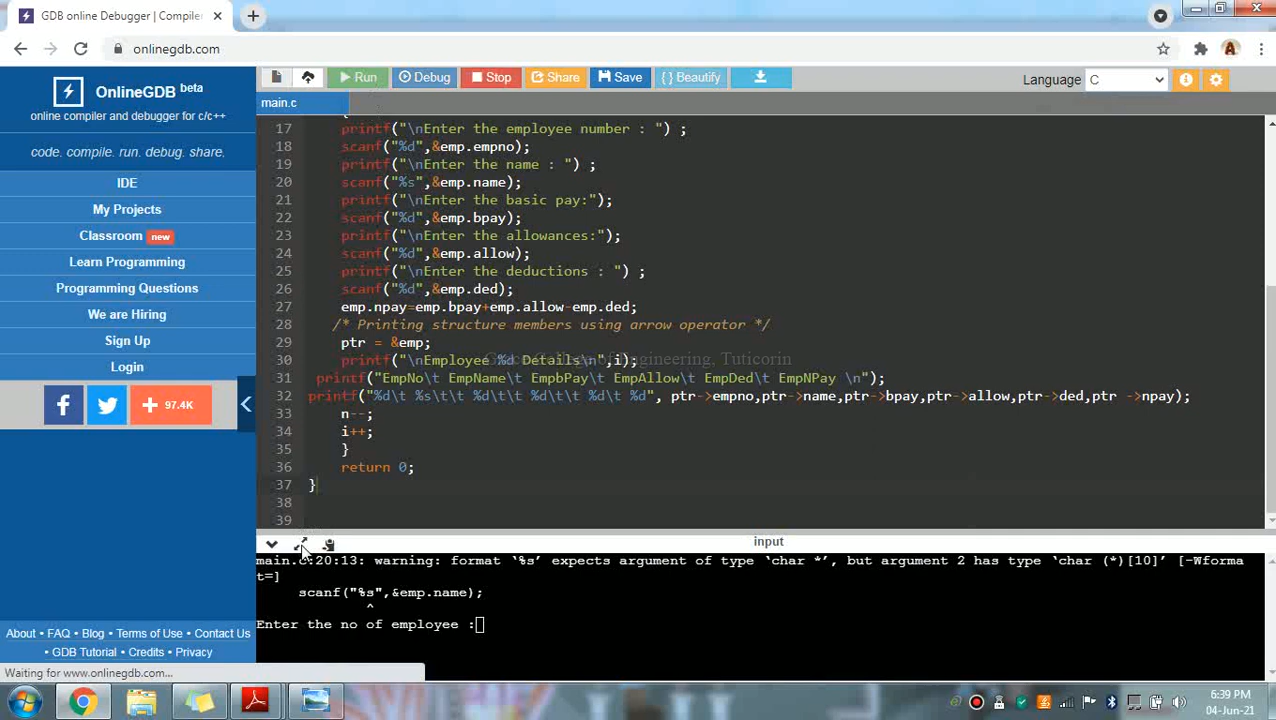 GDB online Debugger | Compiler
onlinegdb.com
OnlineGDB beta
online compiler and debugger for c/c++
code. compile. run. debug. share.
IDE
My Projects
Classroom new
Learn Programming
Programming Questions
We are Hiring
Sign Up
Login
97.4K
About • FAQ • Blog • Terms of Use • Contact Us
• GDB Tutorial • Credits • Privacy
Waiting for www.onlinegdb.com...
Run Debug Stop Share Save { } Beautify
Language C
main.c
{
17 printf("\nEnter the employee number : ") ;
18 scanf("%d",&emp.empno);
19 printf("\nEnter the name : ") ;
20 scanf("%s",&emp.name);
21 printf("\nEnter the basic pay:");
22 scanf("%d",&emp.bpay);
23 printf("\nEnter the allowances:");
24 scanf("%d",&emp.allow);
25 printf("\nEnter the deductions : ") ;
26 scanf("%d",&emp.ded);
27 emp.npay=emp.bpay+emp.allow-emp.ded;
28 /* Printing structure members using arrow operator */
29 ptr = &emp;
30 printf("\nEmployee %d Details\n",i);
Engineering, Tuticorin
31 printf("EmpNo\t EmpName\t EmpbPay\t EmpAllow\t EmpDed\t EmpNPay \n");
32 printf("%d\t %s\t\t %d\t\t %d\t\t %d\t %d", ptr->empno,ptr->name,ptr->bpay,ptr->allow,ptr->ded,ptr ->npay);
33 n--;
34 i++;
35 }
36 return 0;
37 }
38
39
input
main.c:20:13: warning: format ‘%s’ expects argument of type ‘char *’, but argument 2 has type ‘char (*)[10]’ [-Wforma
t=]
scanf("%s",&emp.name);
^
Enter the no of employee :
6:39 PM
04-Jun-21